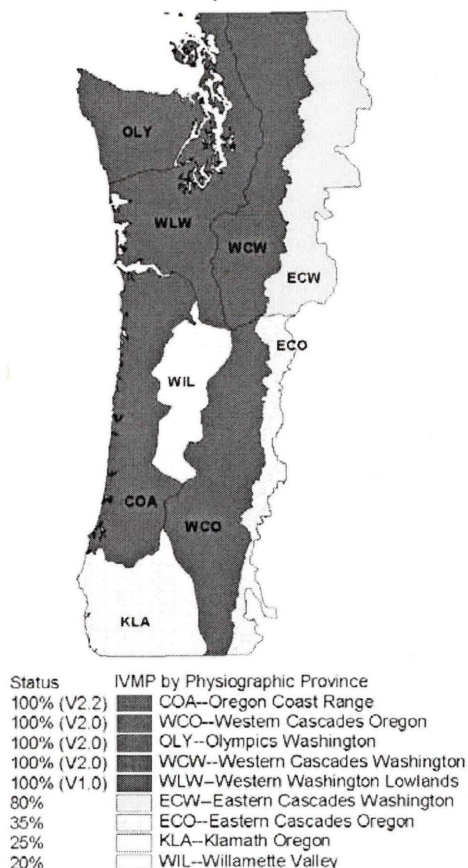 OLY
WLW
WCW
ECW
ECO
WIL
COA
WCO
KLA
Status IVMP by Physiographic Province
100% (V2.2) COA--Oregon Coast Range
100% (V2.0) WCO--Western Cascades Oregon
100% (V2.0) OLY--Olympics Washington
100% (V2.0) WCW--Western Cascades Washington
100% (V1.0) WLW--Western Washington Lowlands
80% ECW--Eastern Cascades Washington
35% ECO--Eastern Cascades Oregon
25% KLA--Klamath Oregon
20% WIL--Willamette Valley